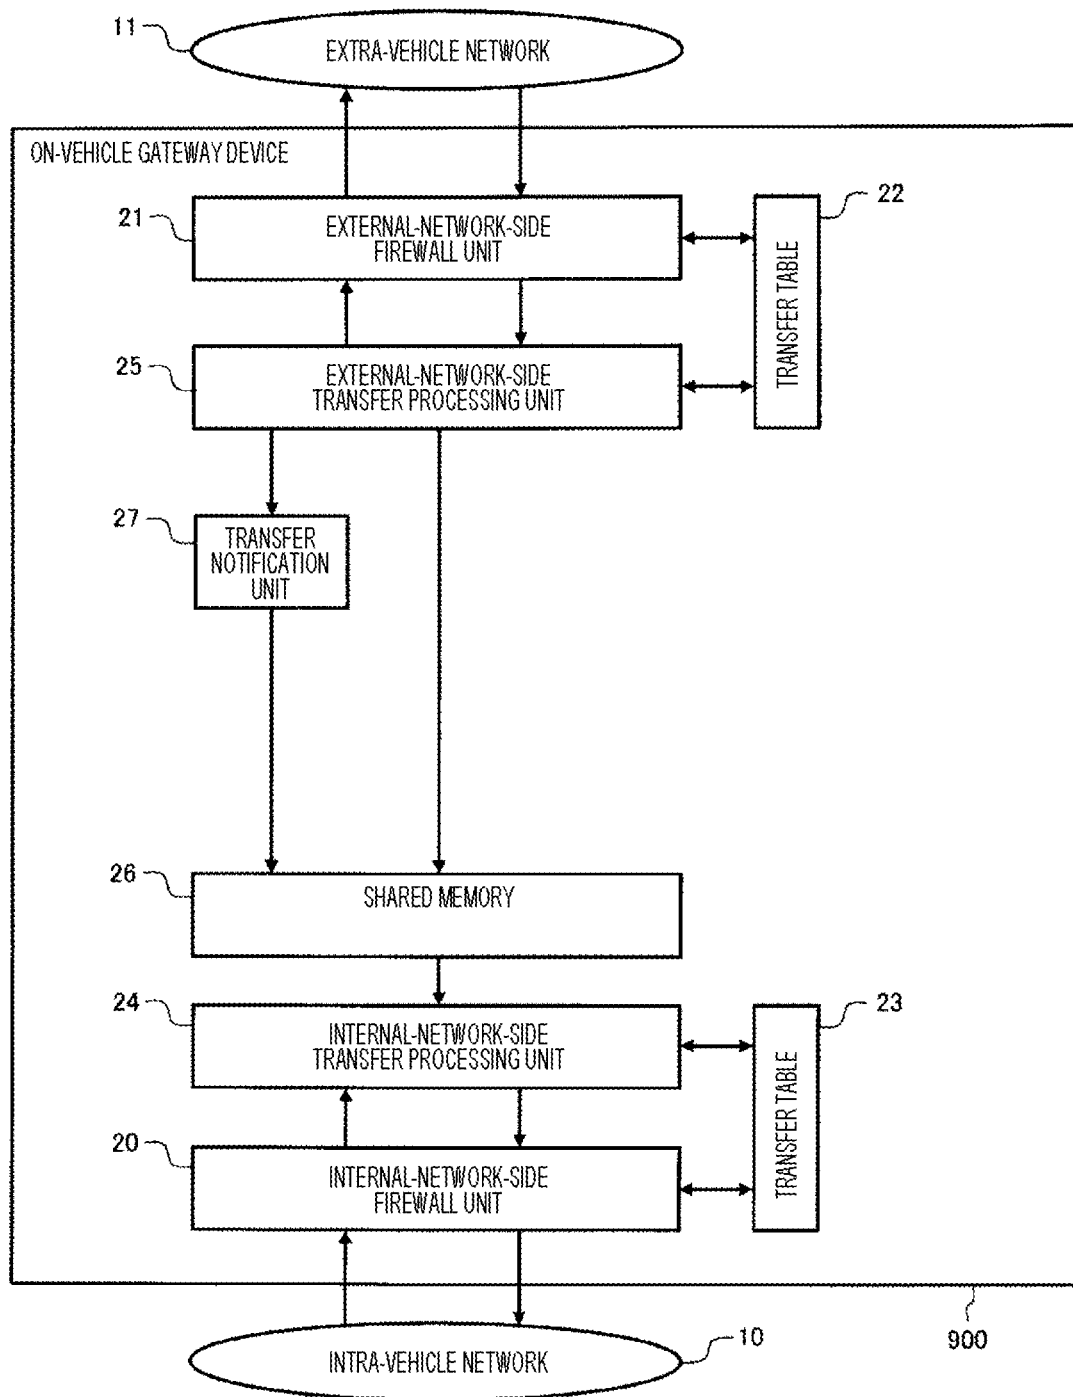 11
EXTRA-VEHICLE NETWORK
ON-VEHICLE GATEWAY DEVICE
21
EXTERNAL-NETWORK-SIDE
FIREWALL UNIT
22
TRANSFER TABLE
25
EXTERNAL-NETWORK-SIDE
TRANSFER PROCESSING UNIT
27
TRANSFER
NOTIFICATION
UNIT
26
SHARED MEMORY
24
INTERNAL-NETWORK-SIDE
TRANSFER PROCESSING UNIT
23
TRANSFER TABLE
20
INTERNAL-NETWORK-SIDE
FIREWALL UNIT
900
INTRA-VEHICLE NETWORK
10